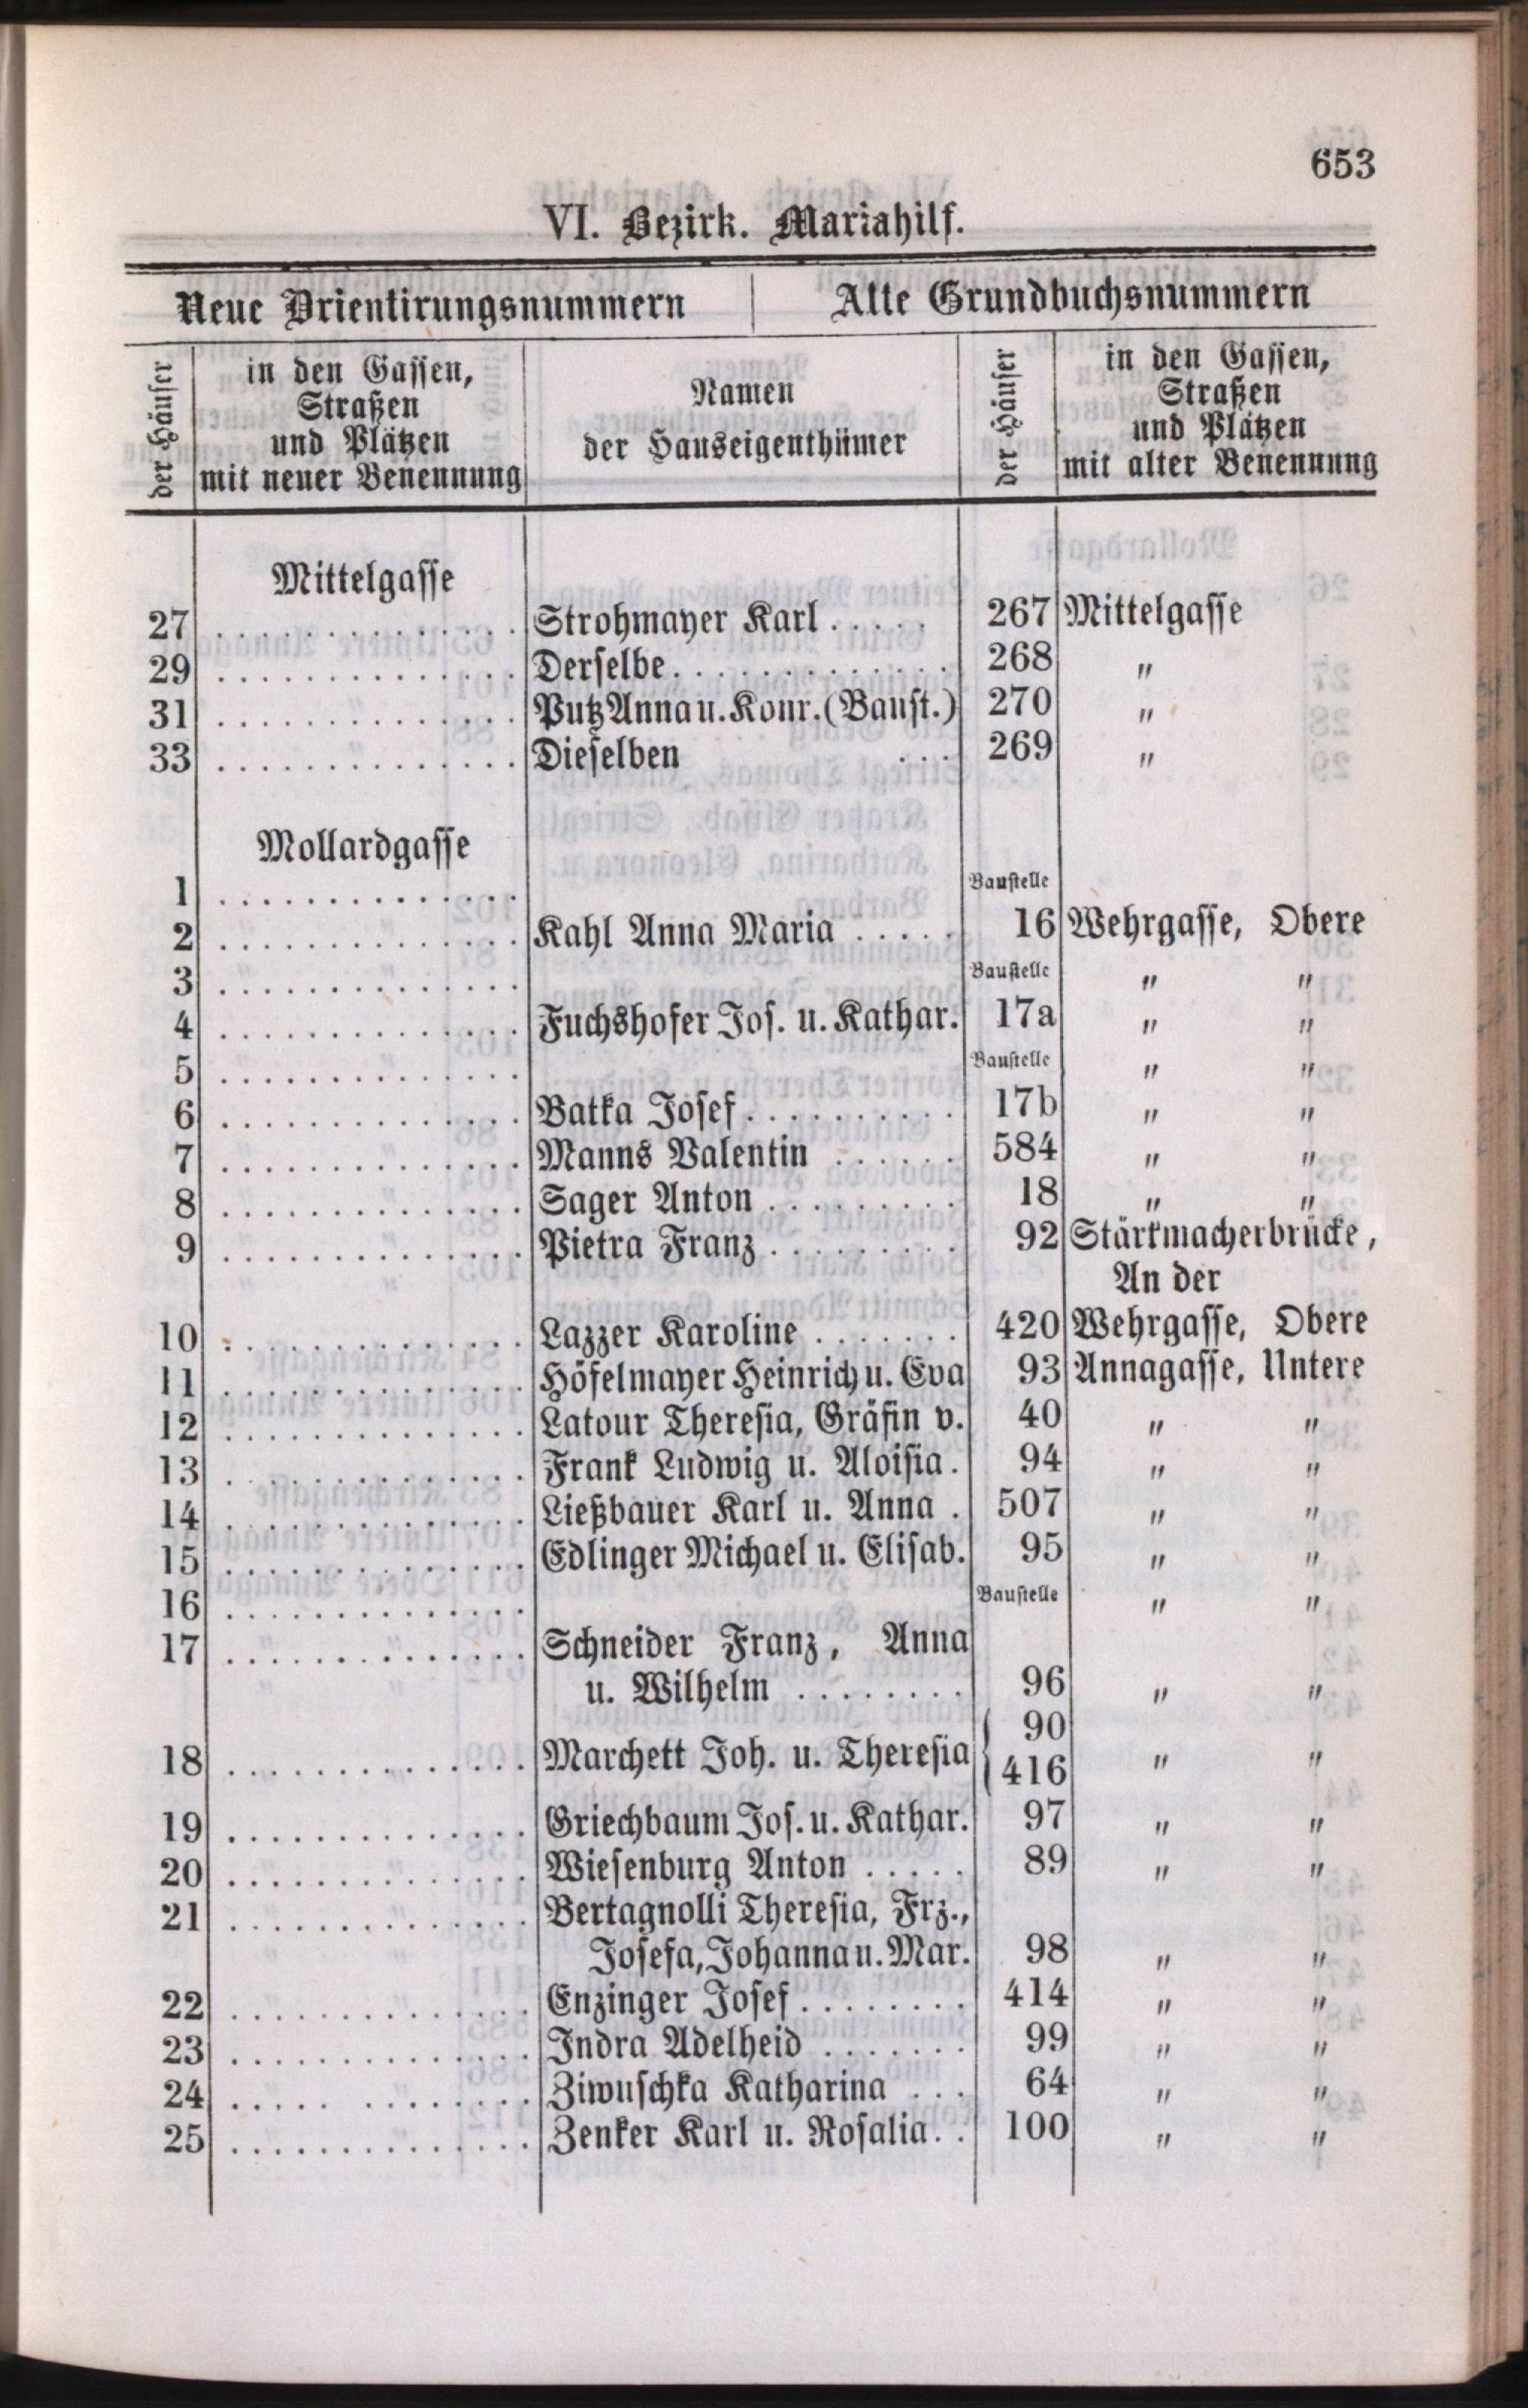 653
VI. Bezirk. Mariahilf.
Neue Orientirungsnummern | Alte Grundbuchsnummern
der Häuser | in den Gassen, Straßen und Plätzen mit neuer Benennung | Namen der Hauseigenthümer | der Häuser | in den Gassen, Straßen und Plätzen mit alter Benennung
Mittelgasse
27 . . . . . . . . . . . . . . Strohmayer Karl . . . . . 267 Mittelgasse
29 . . . . . . . . . . . . . . Derselbe . . . . . . . . . . . . . 268 "
31 . . . . . . . . . . . . . . Putz Anna u. Konr. (Baust.) 270 "
33 . . . . . . . . . . . . . . Dieselben . . . 269 "
Mollardgasse
1 . . . . . . . . . . . . . . Baustelle
2 . . . . . . . . . . . . . . Kahl Anna Maria . . . . . 16 Wehrgasse, Obere
3 . . . . . . . . . . . . . . Baustelle " "
4 . . . . . . . . . . . . . . Fuchshofer Jos. u. Kathar. 17a " "
5 . . . . . . . . . . . . . . Baustelle " "
6 . . . . . . . . . . . . . . Batka Josef . . . . . . . . . . 17b " "
7 . . . . . . . . . . . . . . Manns Valentin . . . . . . 584 " "
8 . . . . . . . . . . . . . . Sager Anton . . . . . . . . . 18 " "
9 . . . . . . . . . . . . . . Pietra Franz . . . . . . . . . 92 Stärkmacherbrücke,
An der
10 . . . . . . . . . . . . . . Lazzer Karoline . . . . . . . 420 Wehrgasse, Obere
11 . . . . . . . . . . . . . . Höfelmayer Heinrich u. Eva 93 Annagasse, Untere
12 . . . . . . . . . . . . . . Latour Theresia, Gräfin v. 40 " "
13 . . . . . . . . . . . . . . Frank Ludwig u. Aloisia . 94 " "
14 . . . . . . . . . . . . . . Ließbauer Karl u. Anna . 507 " "
15 . . . . . . . . . . . . . . Edlinger Michael u. Elisab. 95 " "
16 . . . . . . . . . . . . . . Baustelle " "
17 . . . . . . . . . . . . . . Schneider Franz, Anna
u. Wilhelm . . . . . . . . 96 " "
90
18 . . . . . . . . . . . . . . Marchett Joh. u. Theresia { " "
416
19 . . . . . . . . . . . . . . Griechbaum Jos. u. Kathar. 97 " "
20 . . . . . . . . . . . . . . Wiesenburg Anton . . . . . 89 " "
21 . . . . . . . . . . . . . . Bertagnolli Theresia, Frz.,
Josefa, Johanna u. Mar. 98 " "
22 . . . . . . . . . . . . . . Enzinger Josef . . . . . . . . 414 " "
23 . . . . . . . . . . . . . . Indra Adelheid . . . . . . . 99 " "
24 . . . . . . . . . . . . . Ziwuschka Katharina . . . 64 " "
25 . . . . . . . . . . . . . . Zenker Karl u. Rosalia . . 100 " "